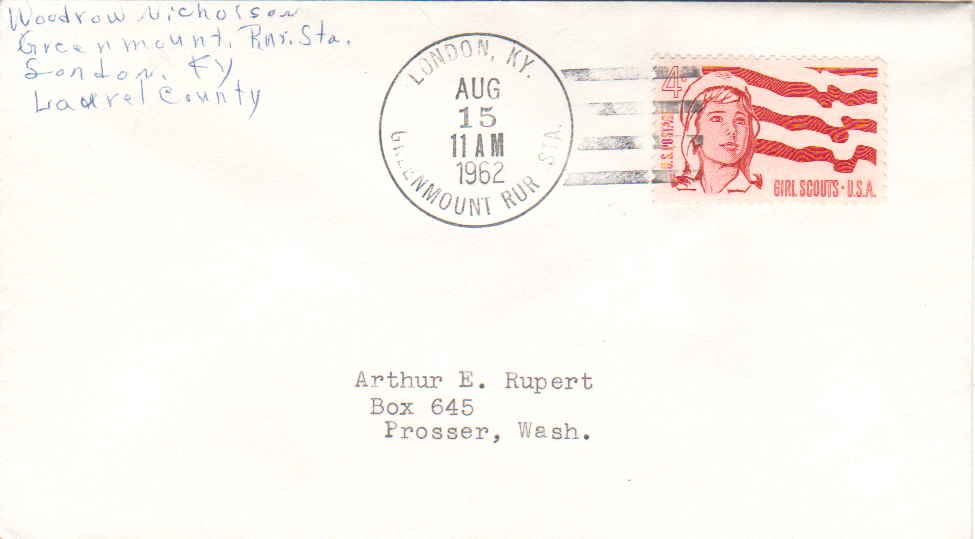 Woodrow Nicholson
Greenmount, Rur. Sta.
London, KY
Laurel County
LONDON, KY.
AUG
15
11 AM
1962
GREENMOUNT RUR STA.
4¢
U.S. POSTAGE
GIRL SCOUTS · U.S.A.
Arthur E. Rupert
Box 645
Prosser, Wash.